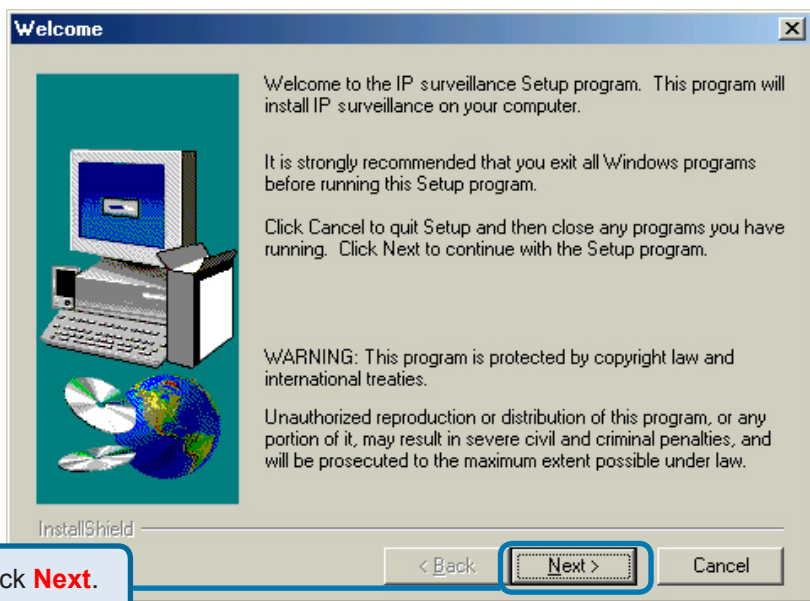 Welcome
Welcome to the IP surveillance Setup program. This program will
install IP surveillance on your computer.
It is strongly recommended that you exit all Windows programs
before running this Setup program.
Click Cancel to quit Setup and then close any programs you have
running. Click Next to continue with the Setup program.
WARNING: This program is protected by copyright law and
international treaties.
Unauthorized reproduction or distribution of this program, or any
portion of it, may result in severe civil and criminal penalties, and
will be prosecuted to the maximum extent possible under law.
InstallShield
< Back
Next >
Cancel
ck Next.